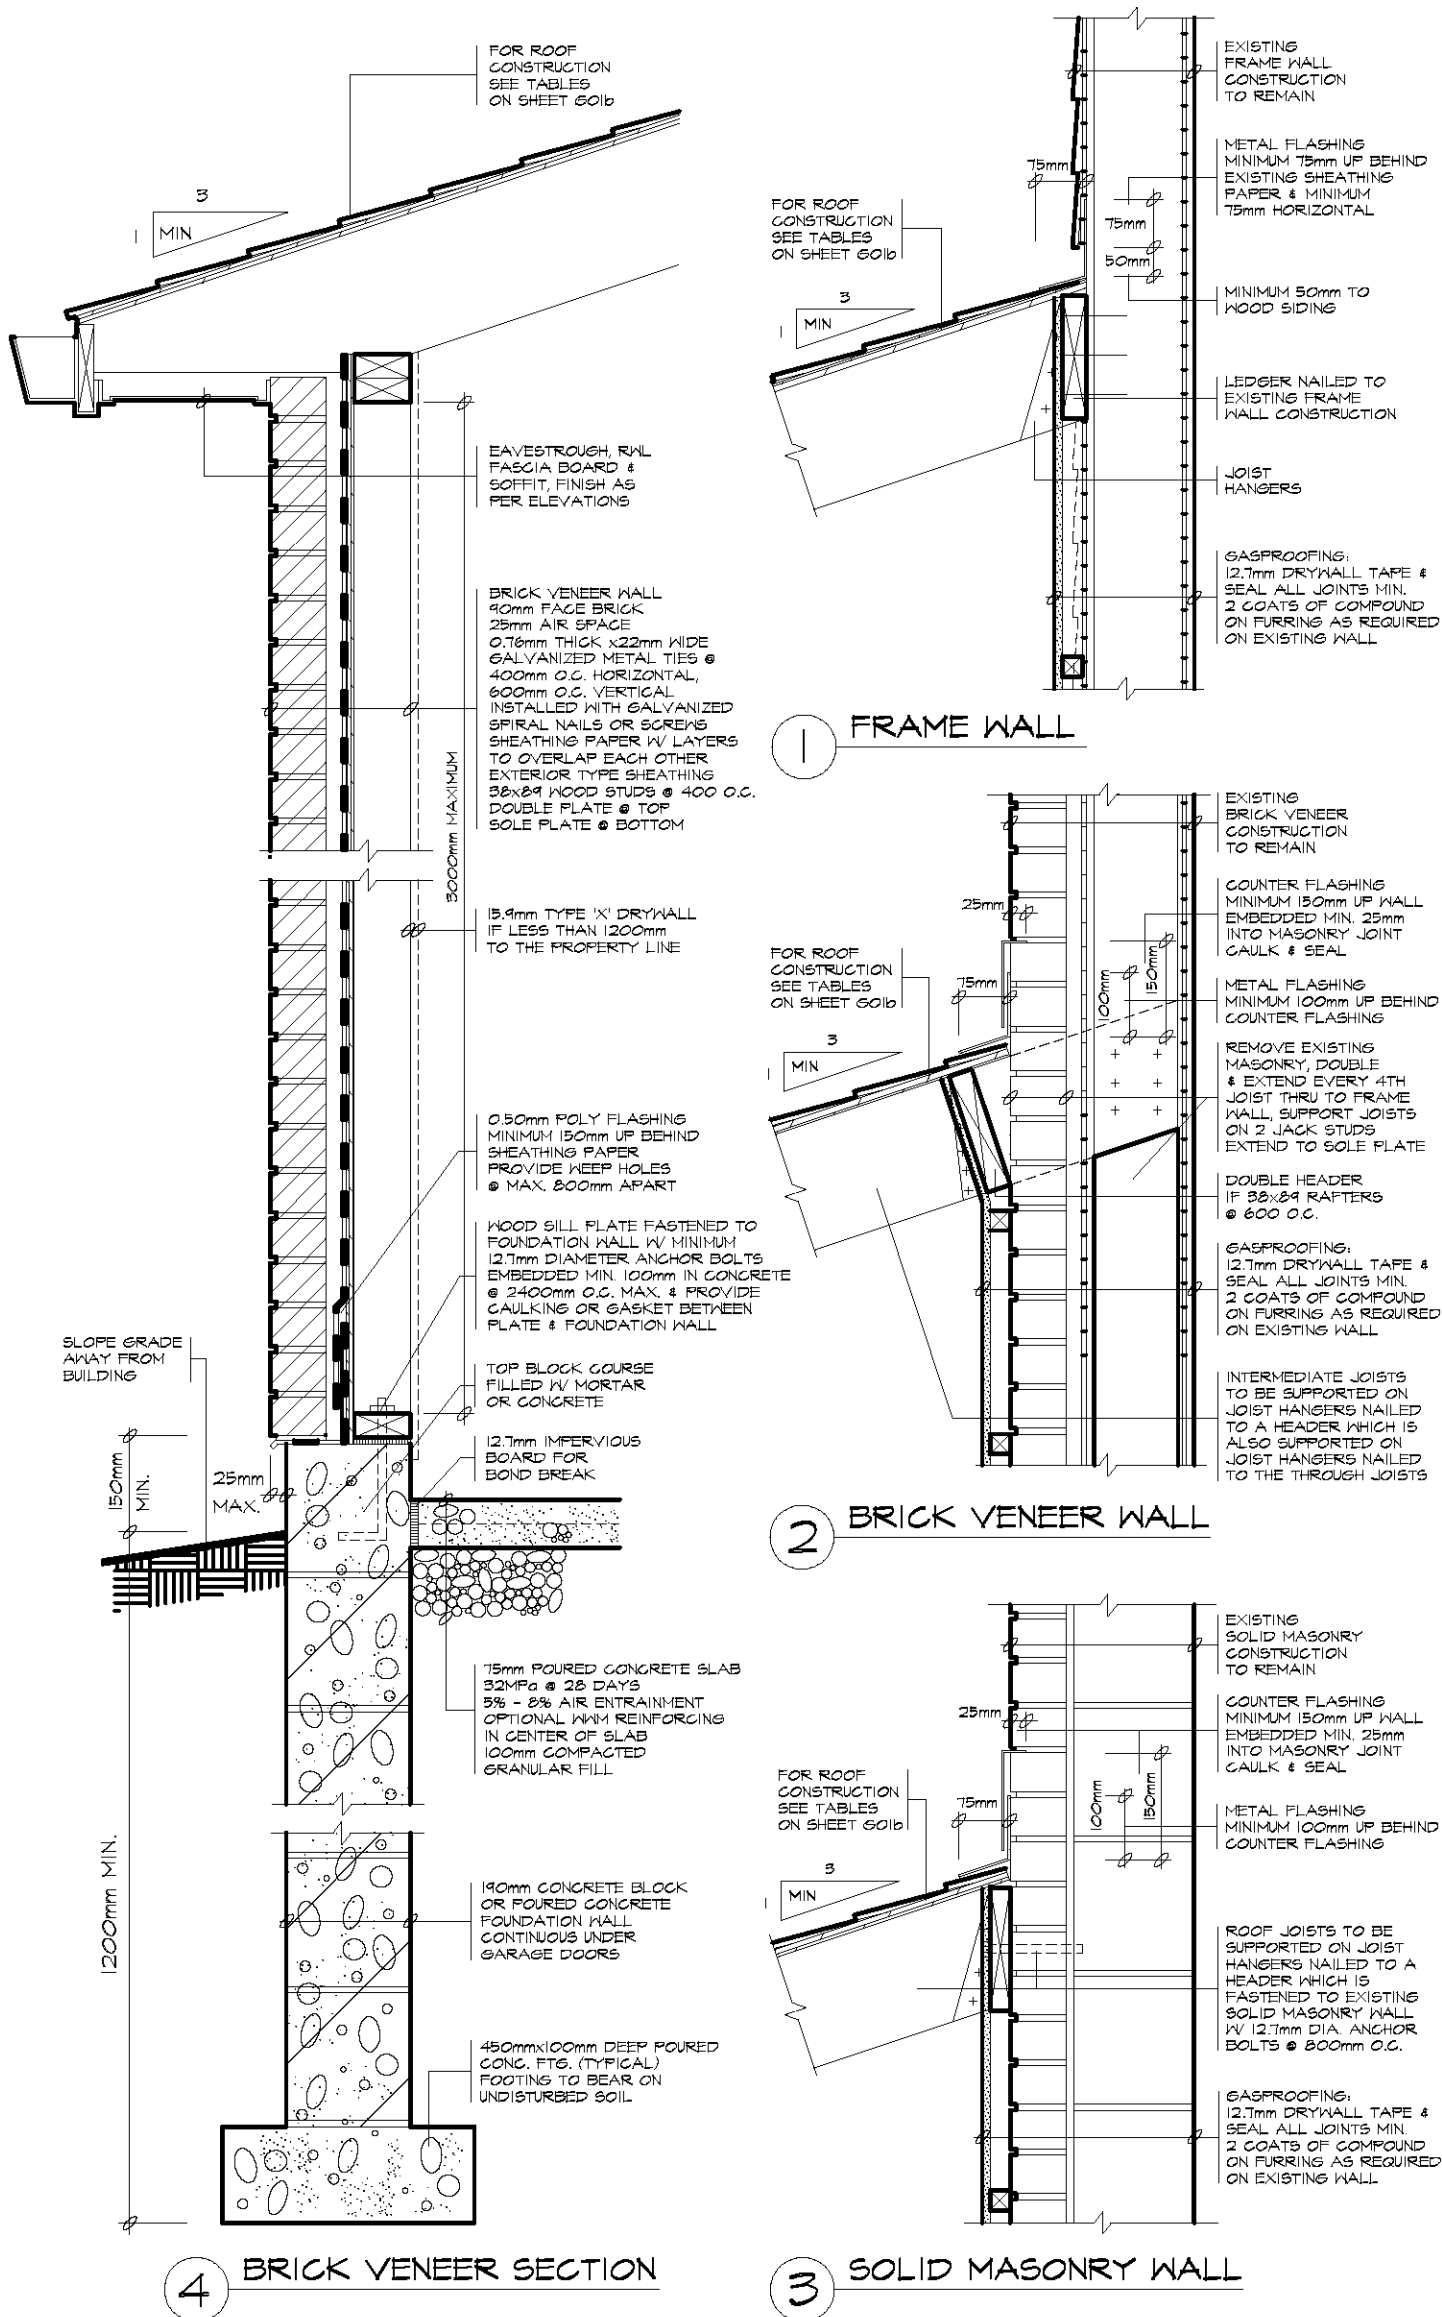 FOR ROOF
CONSTRUCTION
SEE TABLES
ON SHEET G01b
3
1
MIN
EAVESTROUGH, RWL
FASCIA BOARD &
SOFFIT, FINISH AS
PER ELEVATIONS
BRICK VENEER WALL
90mm FACE BRICK
25mm AIR SPACE
0.76mm THICK x22mm WIDE
GALVANIZED METAL TIES @
400mm O.C. HORIZONTAL,
600mm O.C. VERTICAL
INSTALLED WITH GALVANIZED
SPIRAL NAILS OR SCREWS
SHEATHING PAPER W/ LAYERS
TO OVERLAP EACH OTHER
EXTERIOR TYPE SHEATHING
38x89 WOOD STUDS @ 400 O.C.
DOUBLE PLATE @ TOP
SOLE PLATE @ BOTTOM
3000mm MAXIMUM
15.9mm TYPE 'X' DRYWALL
IF LESS THAN 1200mm
TO THE PROPERTY LINE
0.50mm POLY FLASHING
MINIMUM 150mm UP BEHIND
SHEATHING PAPER
PROVIDE WEEP HOLES
@ MAX. 800mm APART
WOOD SILL PLATE FASTENED TO
FOUNDATION WALL W/ MINIMUM
12.7mm DIAMETER ANCHOR BOLTS
EMBEDDED MIN. 100mm IN CONCRETE
@ 2400mm O.C. MAX. & PROVIDE
CAULKING OR GASKET BETWEEN
PLATE & FOUNDATION WALL
SLOPE GRADE
AWAY FROM
BUILDING
TOP BLOCK COURSE
FILLED W/ MORTAR
OR CONCRETE
12.7mm IMPERVIOUS
BOARD FOR
BOND BREAK
150mm
MIN.
25mm
MAX.
75mm POURED CONCRETE SLAB
32MPa @ 28 DAYS
5% - 8% AIR ENTRAINMENT
OPTIONAL WWM REINFORCING
IN CENTER OF SLAB
100mm COMPACTED
GRANULAR FILL
1200mm MIN.
190mm CONCRETE BLOCK
OR POURED CONCRETE
FOUNDATION WALL
CONTINUOUS UNDER
GARAGE DOORS
450mmx100mm DEEP POURED
CONC. FTG. (TYPICAL)
FOOTING TO BEAR ON
UNDISTURBED SOIL
4 BRICK VENEER SECTION
EXISTING
FRAME WALL
CONSTRUCTION
TO REMAIN
METAL FLASHING
MINIMUM 75mm UP BEHIND
EXISTING SHEATHING
PAPER & MINIMUM
75mm HORIZONTAL
75mm
75mm
50mm
FOR ROOF
CONSTRUCTION
SEE TABLES
ON SHEET G01b
3
1
MIN
MINIMUM 50mm TO
WOOD SIDING
LEDGER NAILED TO
EXISTING FRAME
WALL CONSTRUCTION
JOIST
HANGERS
GASPROOFING:
12.7mm DRYWALL TAPE &
SEAL ALL JOINTS MIN.
2 COATS OF COMPOUND
ON FURRING AS REQUIRED
ON EXISTING WALL
1 FRAME WALL
EXISTING
BRICK VENEER
CONSTRUCTION
TO REMAIN
COUNTER FLASHING
MINIMUM 150mm UP WALL
EMBEDDED MIN. 25mm
INTO MASONRY JOINT
CAULK & SEAL
25mm
FOR ROOF
CONSTRUCTION
SEE TABLES
ON SHEET G01b
75mm
100mm
150mm
METAL FLASHING
MINIMUM 100mm UP BEHIND
COUNTER FLASHING
3
1
MIN
REMOVE EXISTING
MASONRY, DOUBLE
& EXTEND EVERY 4TH
JOIST THRU TO FRAME
WALL, SUPPORT JOISTS
ON 2 JACK STUDS
EXTEND TO SOLE PLATE
DOUBLE HEADER
IF 38x89 RAFTERS
@ 600 O.C.
GASPROOFING:
12.7mm DRYWALL TAPE &
SEAL ALL JOINTS MIN.
2 COATS OF COMPOUND
ON FURRING AS REQUIRED
ON EXISTING WALL
INTERMEDIATE JOISTS
TO BE SUPPORTED ON
JOIST HANGERS NAILED
TO A HEADER WHICH IS
ALSO SUPPORTED ON
JOIST HANGERS NAILED
TO THE THROUGH JOISTS
2 BRICK VENEER WALL
EXISTING
SOLID MASONRY
CONSTRUCTION
TO REMAIN
COUNTER FLASHING
MINIMUM 150mm UP WALL
EMBEDDED MIN. 25mm
INTO MASONRY JOINT
CAULK & SEAL
25mm
FOR ROOF
CONSTRUCTION
SEE TABLES
ON SHEET G01b
75mm
100mm
150mm
METAL FLASHING
MINIMUM 100mm UP BEHIND
COUNTER FLASHING
3
1
MIN
ROOF JOISTS TO BE
SUPPORTED ON JOIST
HANGERS NAILED TO A
HEADER WHICH IS
FASTENED TO EXISTING
SOLID MASONRY WALL
W/ 12.7mm DIA. ANCHOR
BOLTS @ 800mm O.C.
GASPROOFING:
12.7mm DRYWALL TAPE &
SEAL ALL JOINTS MIN.
2 COATS OF COMPOUND
ON FURRING AS REQUIRED
ON EXISTING WALL
3 SOLID MASONRY WALL